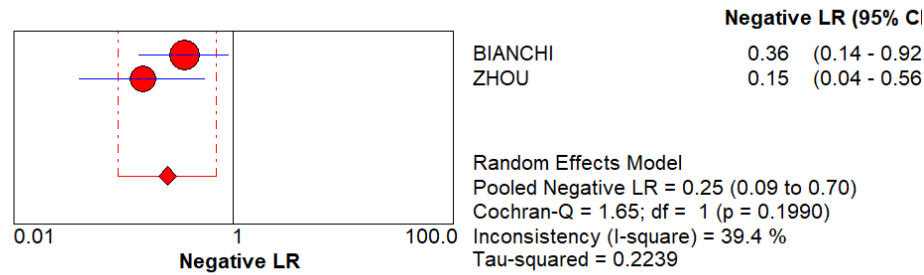 Negative LR (95% CI
BIANCHI 0.36 (0.14 - 0.92
ZHOU 0.15 (0.04 - 0.56
Random Effects Model
Pooled Negative LR = 0.25 (0.09 to 0.70)
Cochran-Q = 1.65; df = 1 (p = 0.1990)
Inconsistency (I-square) = 39.4 %
Tau-squared = 0.2239
0.01 1 100.0
Negative LR